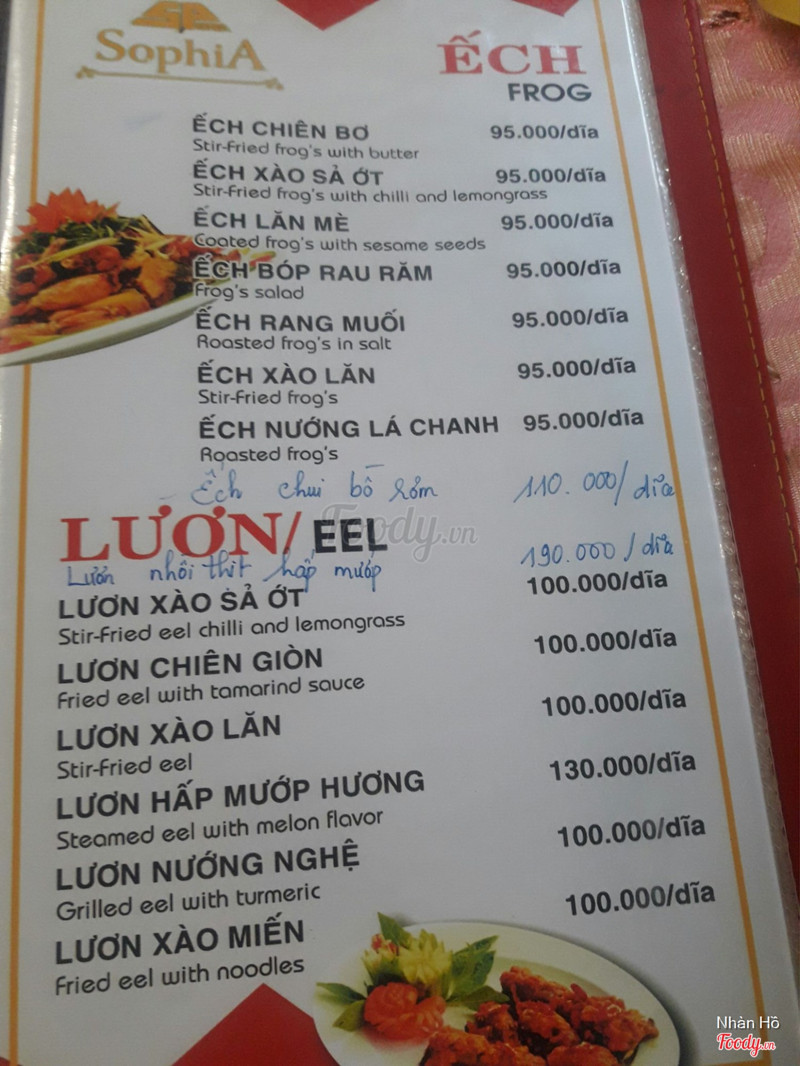 SophiA
ẾCH
FROG
ẾCH CHIÊN BƠ 95.000/dĩa
Stir-Fried frog's with butter
ẾCH XÀO SẢ ỚT 95.000/dĩa
Stir-Fried frog's with chilli and lemongrass
ẾCH LĂN MÈ 95.000/dĩa
Coated frog's with sesame seeds
ẾCH BÓP RAU RĂM 95.000/dĩa
Frog's salad
ẾCH RANG MUỐI 95.000/dĩa
Roasted frog's in salt
ẾCH XÀO LĂN 95.000/dĩa
Stir-Fried frog's
ẾCH NƯỚNG LÁ CHANH 95.000/dĩa
Roasted frog's
Ếch chui bố 110.000/dĩa
LƯƠN/EEL
Foody.vn
Lươn nhồi thịt hấp mướp 190.000/dĩa
LƯƠN XÀO SẢ ỚT 100.000/dĩa
Stir-Fried eel chilli and lemongrass
LƯƠN CHIÊN GIÒN 100.000/dĩa
Fried eel with tamarind sauce
LƯƠN XÀO LĂN 100.000/dĩa
Stir-Fried eel
LƯƠN HẤP MƯỚP HƯƠNG 130.000/dĩa
Steamed eel with melon flavor
LƯƠN NƯỚNG NGHỆ 100.000/dĩa
Grilled eel with turmeric
LƯƠN XÀO MIẾN 100.000/dĩa
Fried eel with noodles
Nhàn Hồ
Foody.vn